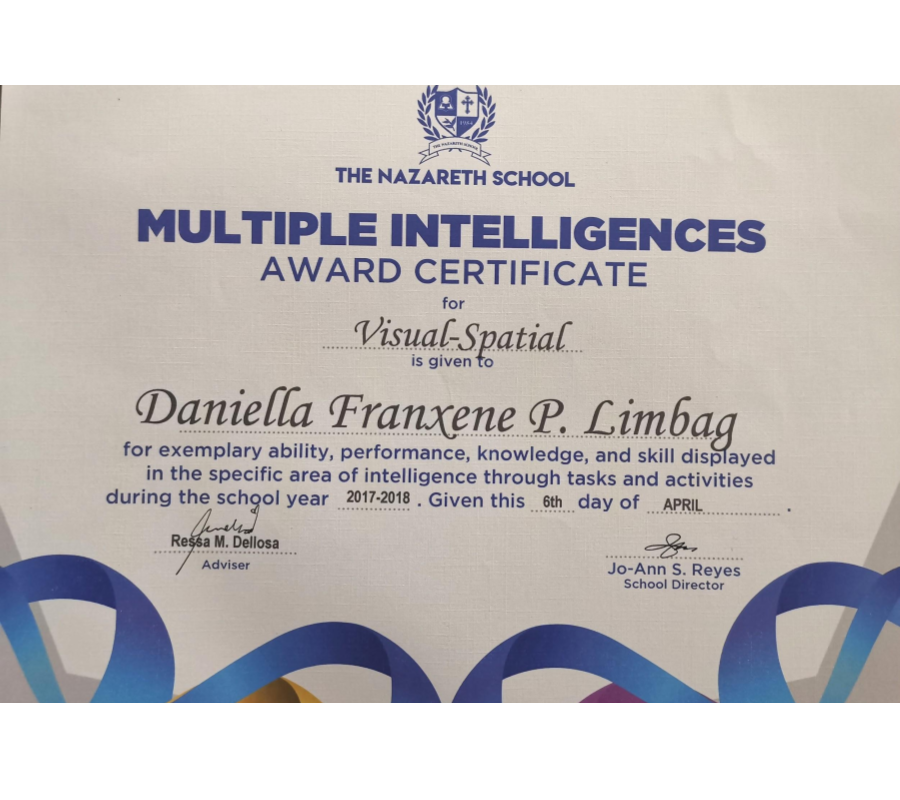 THE NAZARETH SCHOOL
THE NAZARETH SCHOOL
MULTIPLE INTELLIGENCES
AWARD CERTIFICATE
for
Visual-Spatial
is given to
Daniella Franxene P. Limbag
for exemplary ability, performance, knowledge, and skill displayed
in the specific area of intelligence through tasks and activities
during the school year 2017-2018 . Given this 6th day of APRIL .
Ressa M. Dellosa
Adviser
Jo-Ann S. Reyes
School Director